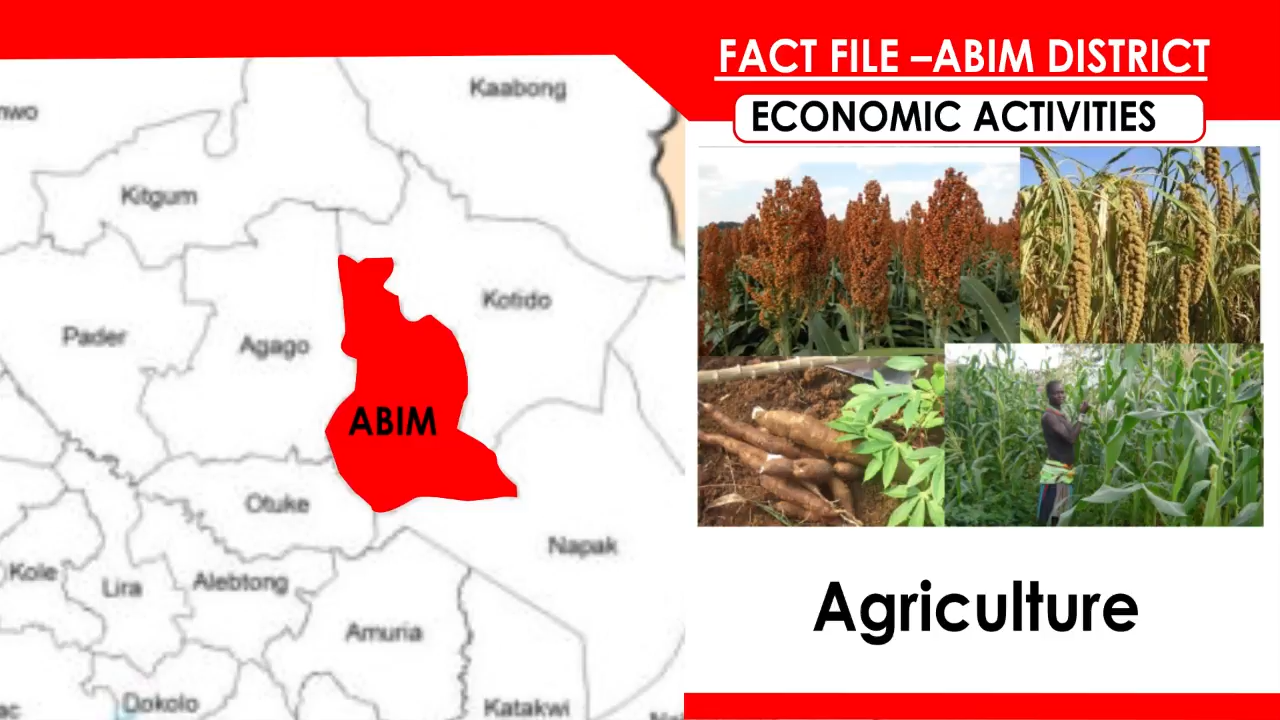 FACT FILE –ABIM DISTRICT
ECONOMIC ACTIVITIES
Kaabong
Kitgum
Kotido
Pader
Agago
ABIM
Otuke
Napak
Kole
Lira
Alebtong
Amuria
Dokolo
Katakwi
Agriculture